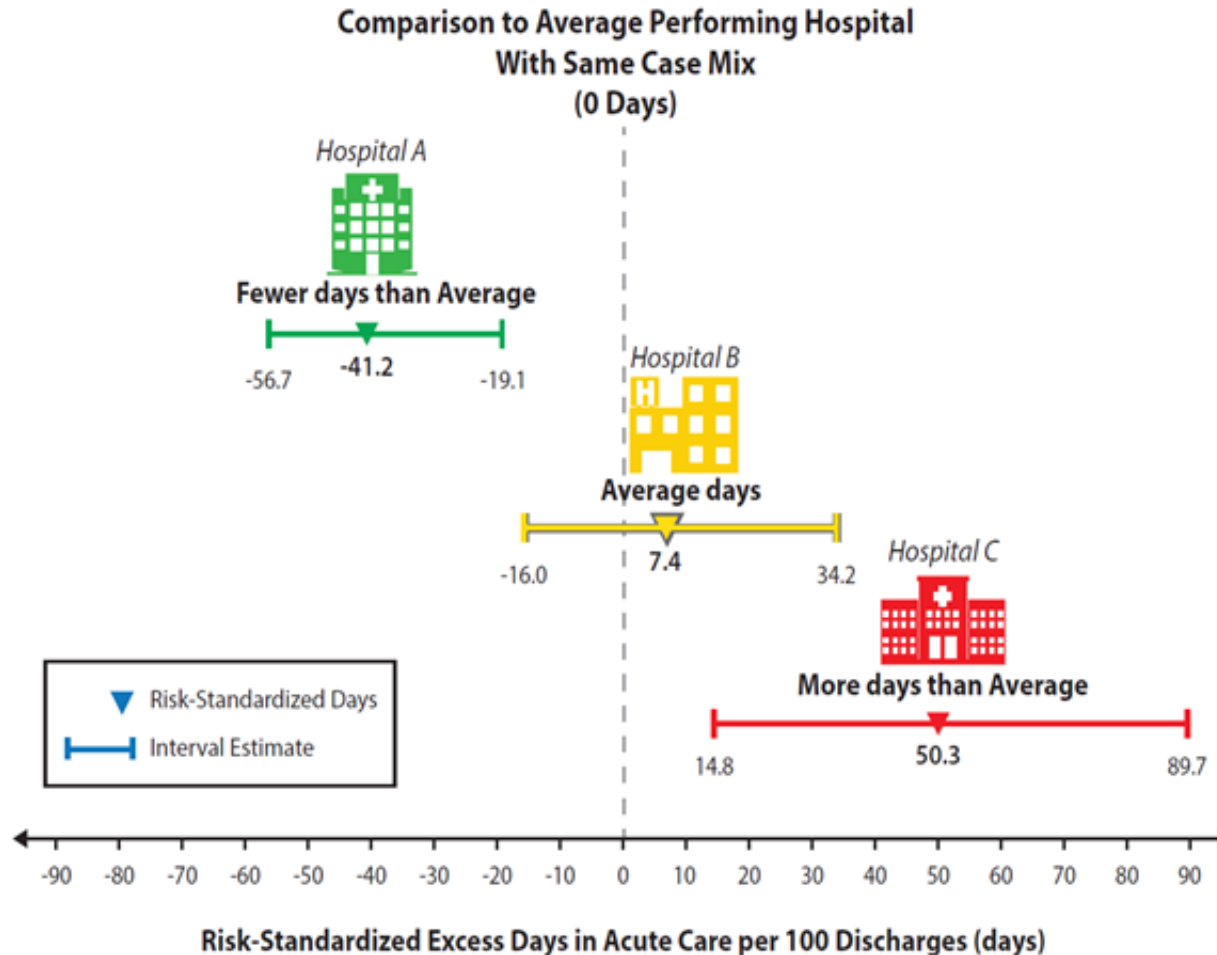 Comparison to Average Performing Hospital
With Same Case Mix
(0 Days)
Hospital A
Fewer days than Average
-41.2
-56.7 -19.1
Hospital B
H
Average days
7.4
-16.0 34.2
Hospital C
More days than Average
50.3
14.8 89.7
Risk-Standardized Days
Interval Estimate
-90 -80 -70 -60 -50 -40 -30 -20 -10 0 10 20 30 40 50 60 70 80 90
Risk-Standardized Excess Days in Acute Care per 100 Discharges (days)